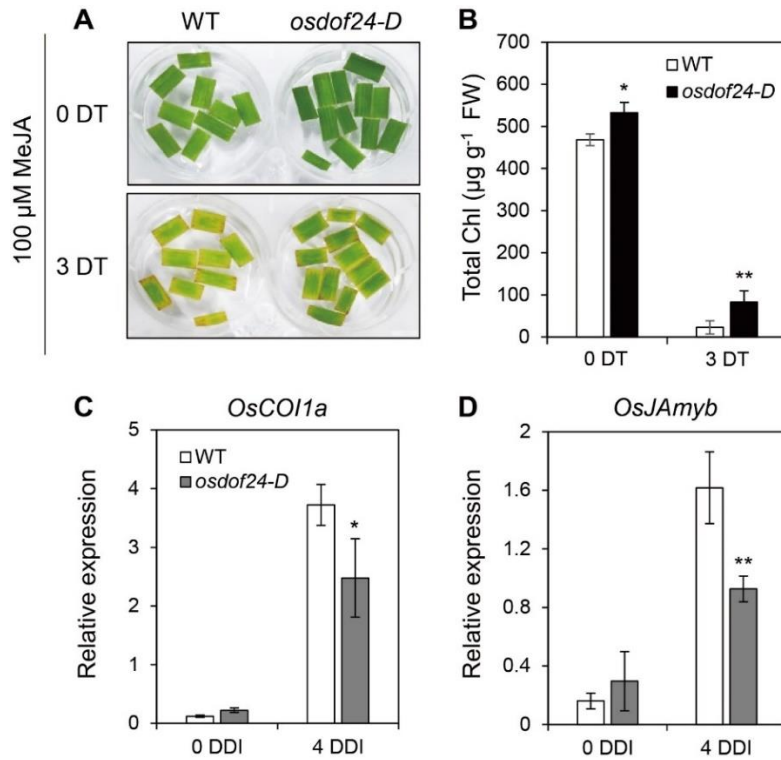 A
WT
osdof24-D
100 µM MeJA
0 DT
3 DT
B
Total Chl (µg g⁻¹ FW)
700
600
500
400
300
200
100
0
WT
osdof24-D
*
**
0 DT
3 DT
C
OsCOI1a
Relative expression
5
4
3
2
1
0
WT
osdof24-D
*
0 DDI
4 DDI
D
OsJAmyb
Relative expression
2
1.6
1.2
0.8
0.4
0
**
0 DDI
4 DDI